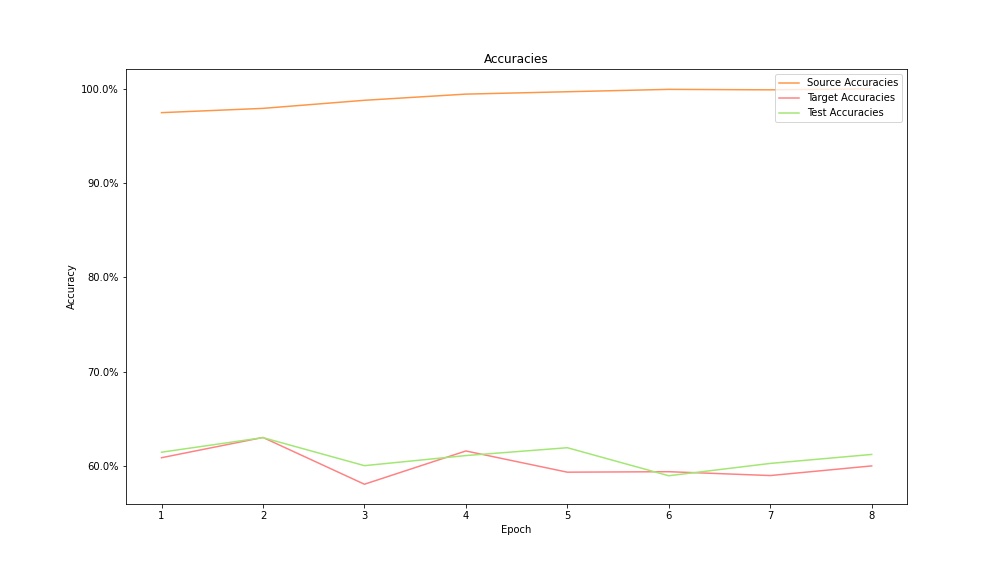 Accuracies
100.0%
90.0%
80.0%
70.0%
60.0%
Accuracy
Source Accuracies
Target Accuracies
Test Accuracies
1 2 3 4 5 6 7 8
Epoch